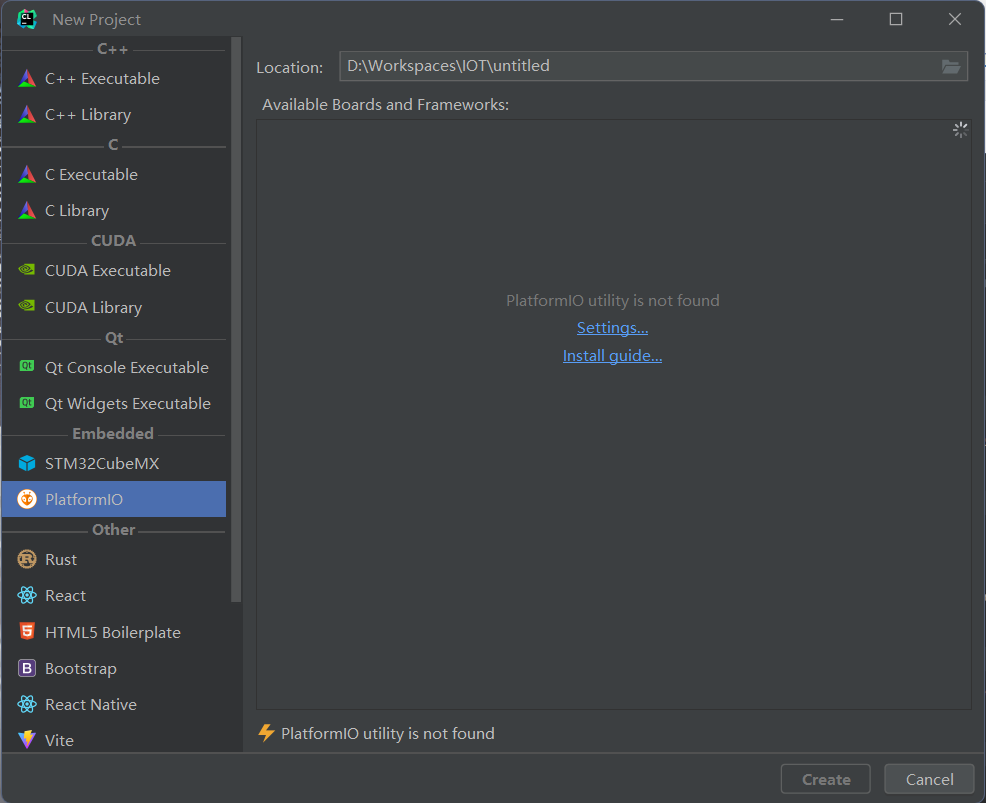 New Project
C++
C++ Executable
C++ Library
C
C Executable
C Library
CUDA
CUDA Executable
CUDA Library
Qt
Qt Console Executable
Qt Widgets Executable
Embedded
STM32CubeMX
PlatformIO
Other
Rust
React
HTML5 Boilerplate
Bootstrap
React Native
Vite
Location: D:\Workspaces\IOT\untitled
Available Boards and Frameworks:
PlatformIO utility is not found
Settings...
Install guide...
PlatformIO utility is not found
Create Cancel